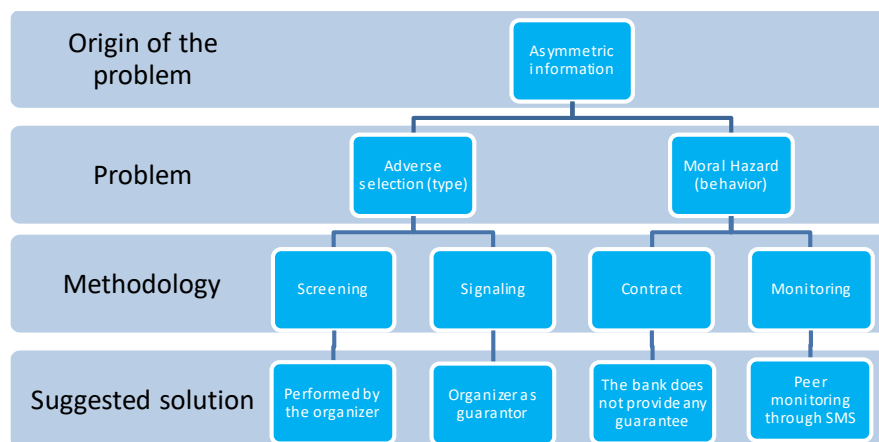 Origin of the
problem
Asymmetric
information
Problem
Adverse
selection (type)
Moral Hazard
(behavior)
Methodology
Screening
Signaling
Contract
Monitoring
Suggested solution
Performed by
the organizer
Organizer as
guarantor
The bank does
not provide any
guarantee
Peer
monitoring
through SMS